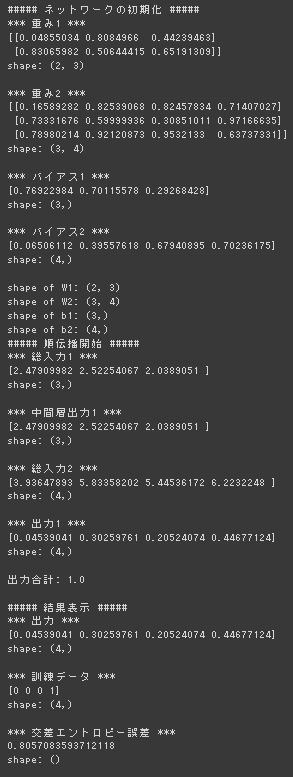 ##### ネットワークの初期化 #####
*** 重み1 ***
[[0.04855034 0.8084966  0.44239463]
 [0.83065982 0.50644415 0.65191309]]
shape: (2, 3)

*** 重み2 ***
[[0.16589282 0.82539068 0.82457834 0.71407027]
 [0.73331676 0.59999936 0.30851011 0.97166635]
 [0.78980214 0.92120873 0.9532133  0.63737331]]
shape: (3, 4)

*** バイアス1 ***
[0.76922984 0.70115578 0.29268428]
shape: (3,)

*** バイアス2 ***
[0.06506112 0.39557618 0.67940895 0.70236175]
shape: (4,)

shape of W1: (2, 3)
shape of W2: (3, 4)
shape of b1: (3,)
shape of b2: (4,)
##### 順伝播開始 #####
*** 総入力1 ***
[2.47909982 2.52254067 2.0389051 ]
shape: (3,)

*** 中間層出力1 ***
[2.47909982 2.52254067 2.0389051 ]
shape: (3,)

*** 総入力2 ***
[3.93647893 5.83358202 5.44536172 6.2232248 ]
shape: (4,)

*** 出力1 ***
[0.04539041 0.30259761 0.20524074 0.44677124]
shape: (4,)

出力合計: 1.0

##### 結果表示 #####
*** 出力 ***
[0.04539041 0.30259761 0.20524074 0.44677124]
shape: (4,)

*** 訓練データ ***
[0 0 0 1]
shape: (4,)

*** 交差エントロピー誤差 ***
0.8057083593712118
shape: ()